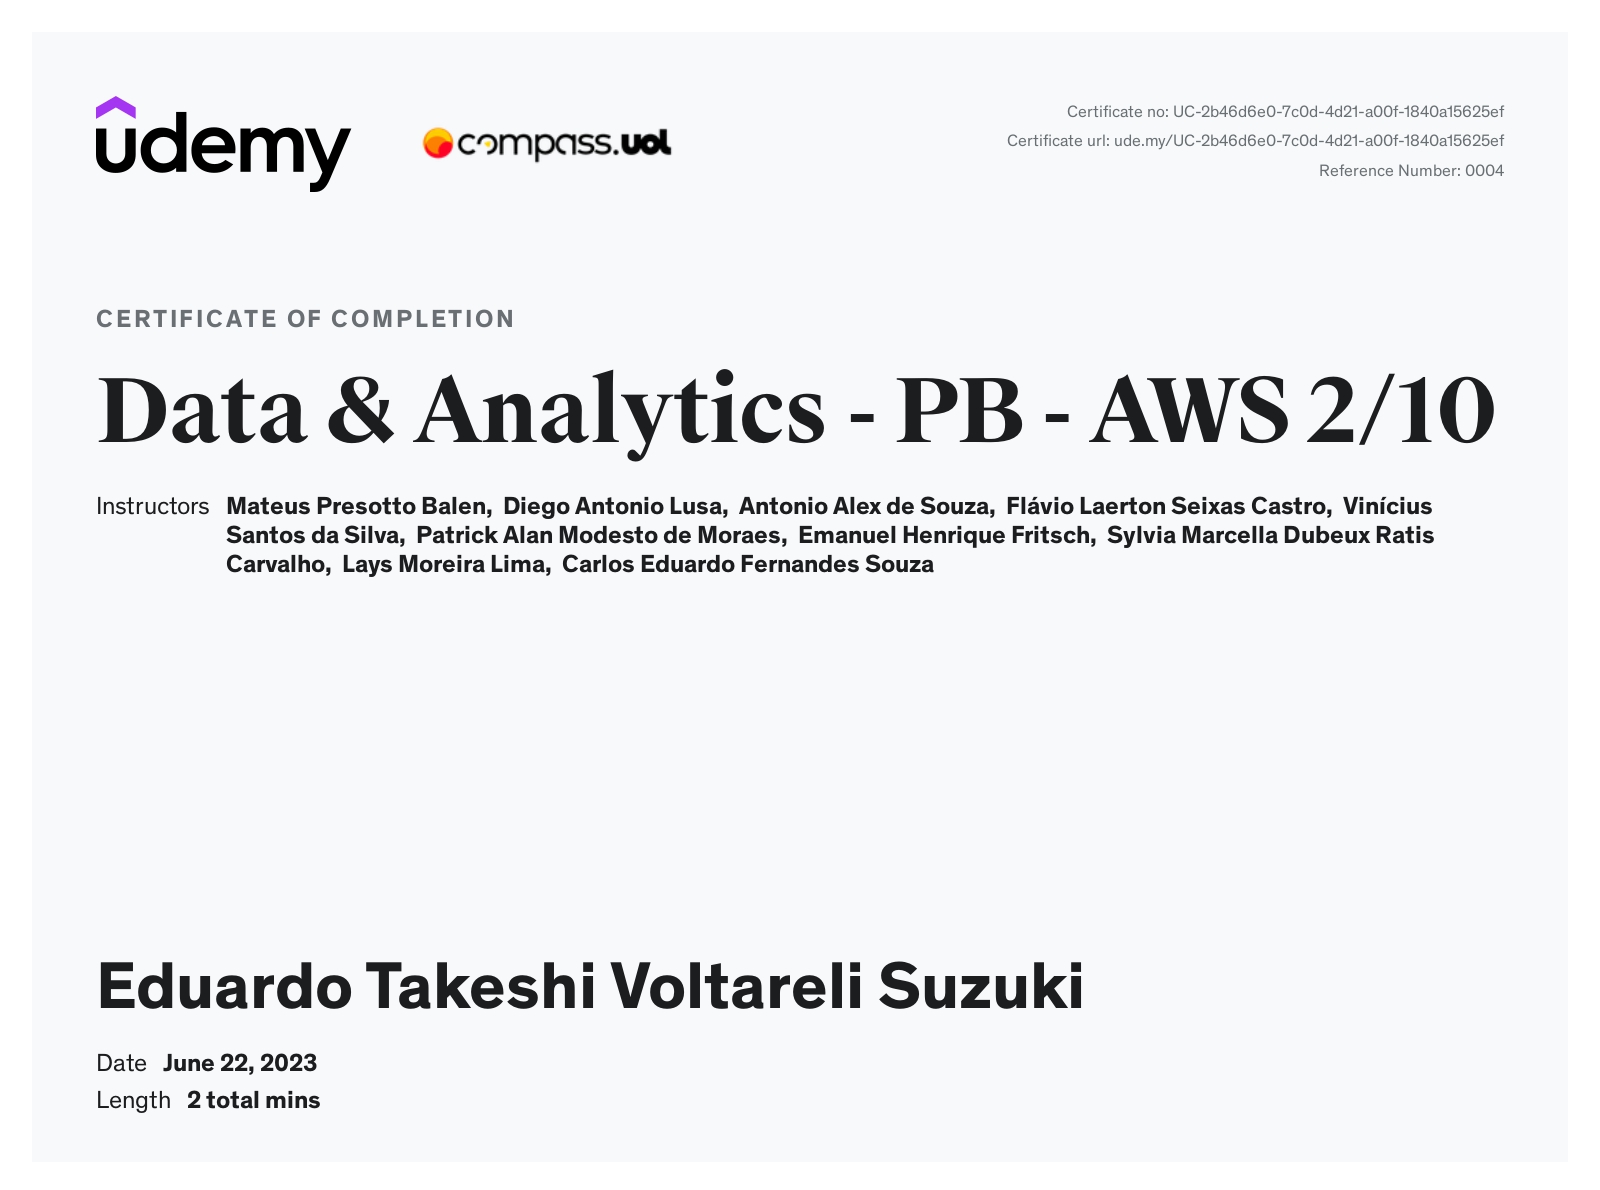 udemy
compass.uol
Certificate no: UC-2b46d6e0-7c0d-4d21-a00f-1840a15625ef
Certificate url: ude.my/UC-2b46d6e0-7c0d-4d21-a00f-1840a15625ef
Reference Number: 0004
CERTIFICATE OF COMPLETION
Data & Analytics - PB - AWS 2/10
Instructors Mateus Presotto Balen, Diego Antonio Lusa, Antonio Alex de Souza, Flávio Laerton Seixas Castro, Vinícius
Santos da Silva, Patrick Alan Modesto de Moraes, Emanuel Henrique Fritsch, Sylvia Marcella Dubeux Ratis
Carvalho, Lays Moreira Lima, Carlos Eduardo Fernandes Souza
Eduardo Takeshi Voltareli Suzuki
Date June 22, 2023
Length 2 total mins